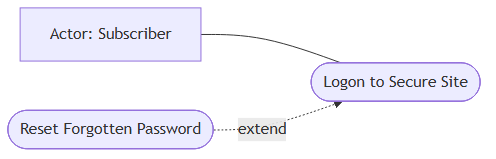 Actor: Subscriber
Logon to Secure Site
Reset Forgotten Password
extend